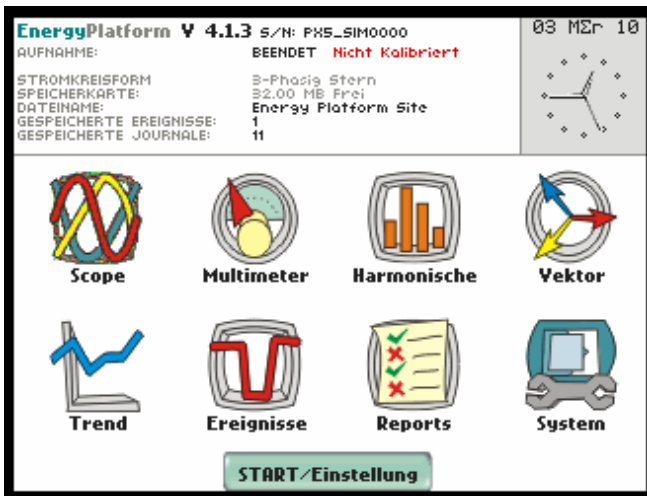 EnergyPlatform V 4.1.3 S/N: PX5_SIM0000
03 MΣr 10
AUFNAHME: BEENDET Nicht Kalibriert
STROMKREISFORM 3-Phasig Stern
SPEICHERKARTE: 32.00 MB Frei
DATEINAME: Energy Platform Site
GESPEICHERTE EREIGNISSE: 1
GESPEICHERTE JOURNALE: 11
Scope Multimeter Harmonische Vektor
Trend Ereignisse Reports System
START/Einstellung